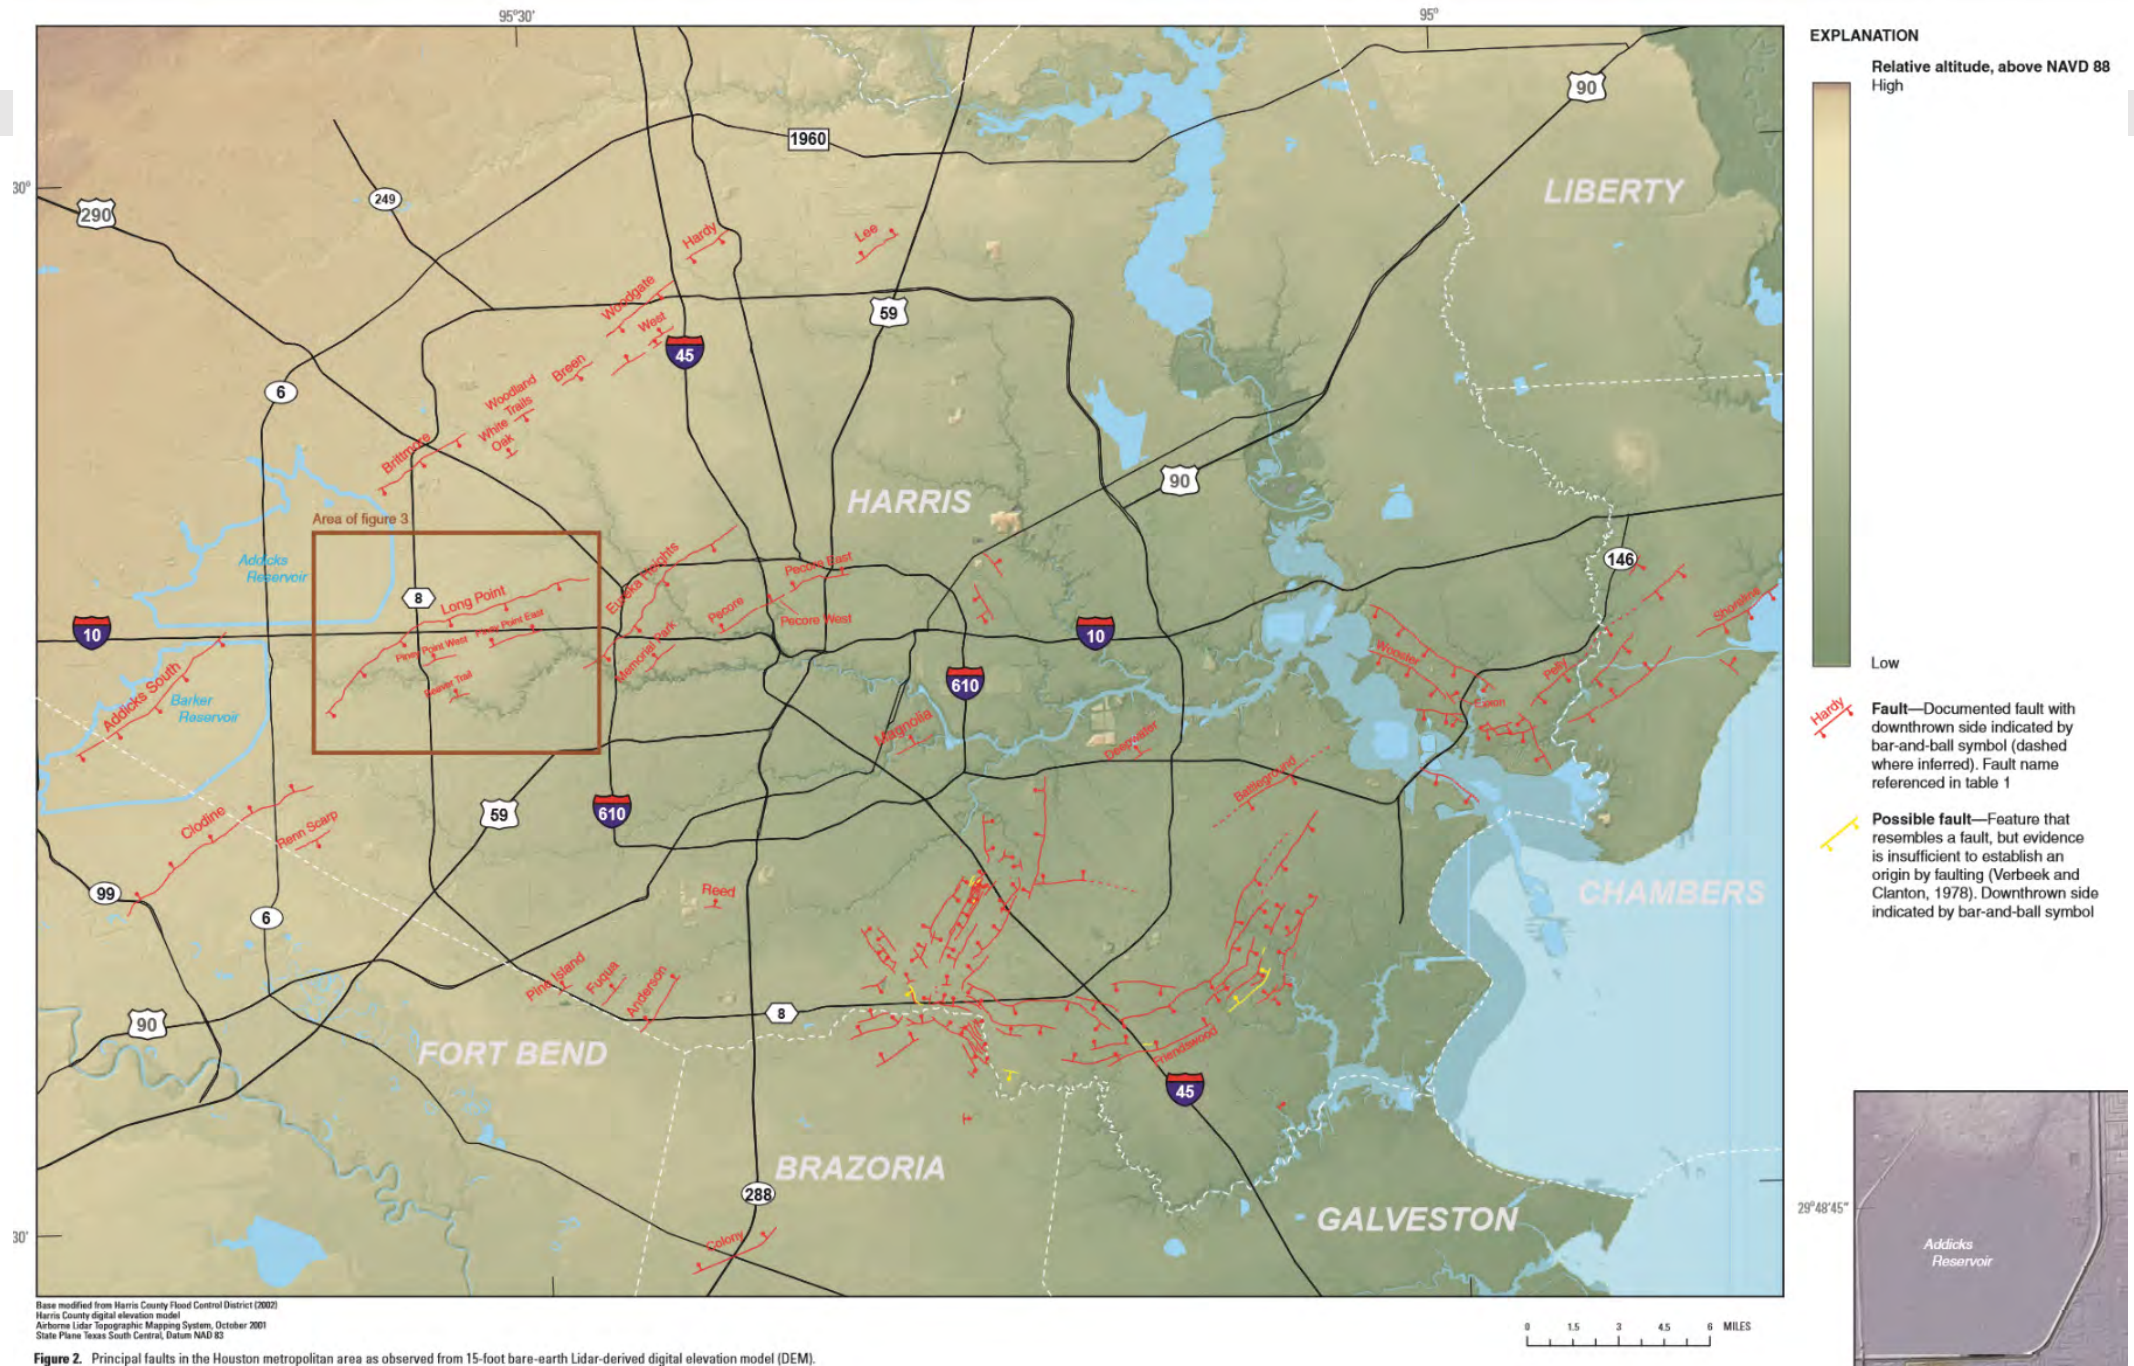 95°30'
95°
30°
30'
290
249
1960
90
LIBERTY
Hardy
Lee
Woodgate
59
West
45
Breen
6
Woodland
Trails
White
Oak
Brittmore
HARRIS
90
Area of figure 3
Addicks
Reservoir
8
Long Point
Eureka Heights
Pecore East
Pecore
Pecore West
146
Shoreline
10
Piney Point West
Piney Point East
Memorial Park
10
Wooster
Pelly
Addicks South
Barker
Reservoir
Beaver Trail
610
Exxon
Magnolia
Deepwater
Battleground
Clodine
Renn Scarp
59
610
99
6
Reed
CHAMBERS
Pine Island
Fuqua
Anderson
8
90
FORT BEND
Friendswood
45
BRAZORIA
288
GALVESTON
Colony
EXPLANATION
Relative altitude, above NAVD 88
High
Low
Hardy
Fault—Documented fault with
downthrown side indicated by
bar-and-ball symbol (dashed
where inferred). Fault name
referenced in table 1
Possible fault—Feature that
resembles a fault, but evidence
is insufficient to establish an
origin by faulting (Verbeek and
Clanton, 1978). Downthrown side
indicated by bar-and-ball symbol
29°48'45"
Addicks
Reservoir
0 1.5 3 4.5 6 MILES
Base modified from Harris County Flood Control District (2002)
Harris County digital elevation model
Airborne Lidar Topographic Mapping System, October 2001
State Plane Texas South Central, Datum NAD 83
Figure 2. Principal faults in the Houston metropolitan area as observed from 15-foot bare-earth Lidar-derived digital elevation model (DEM).